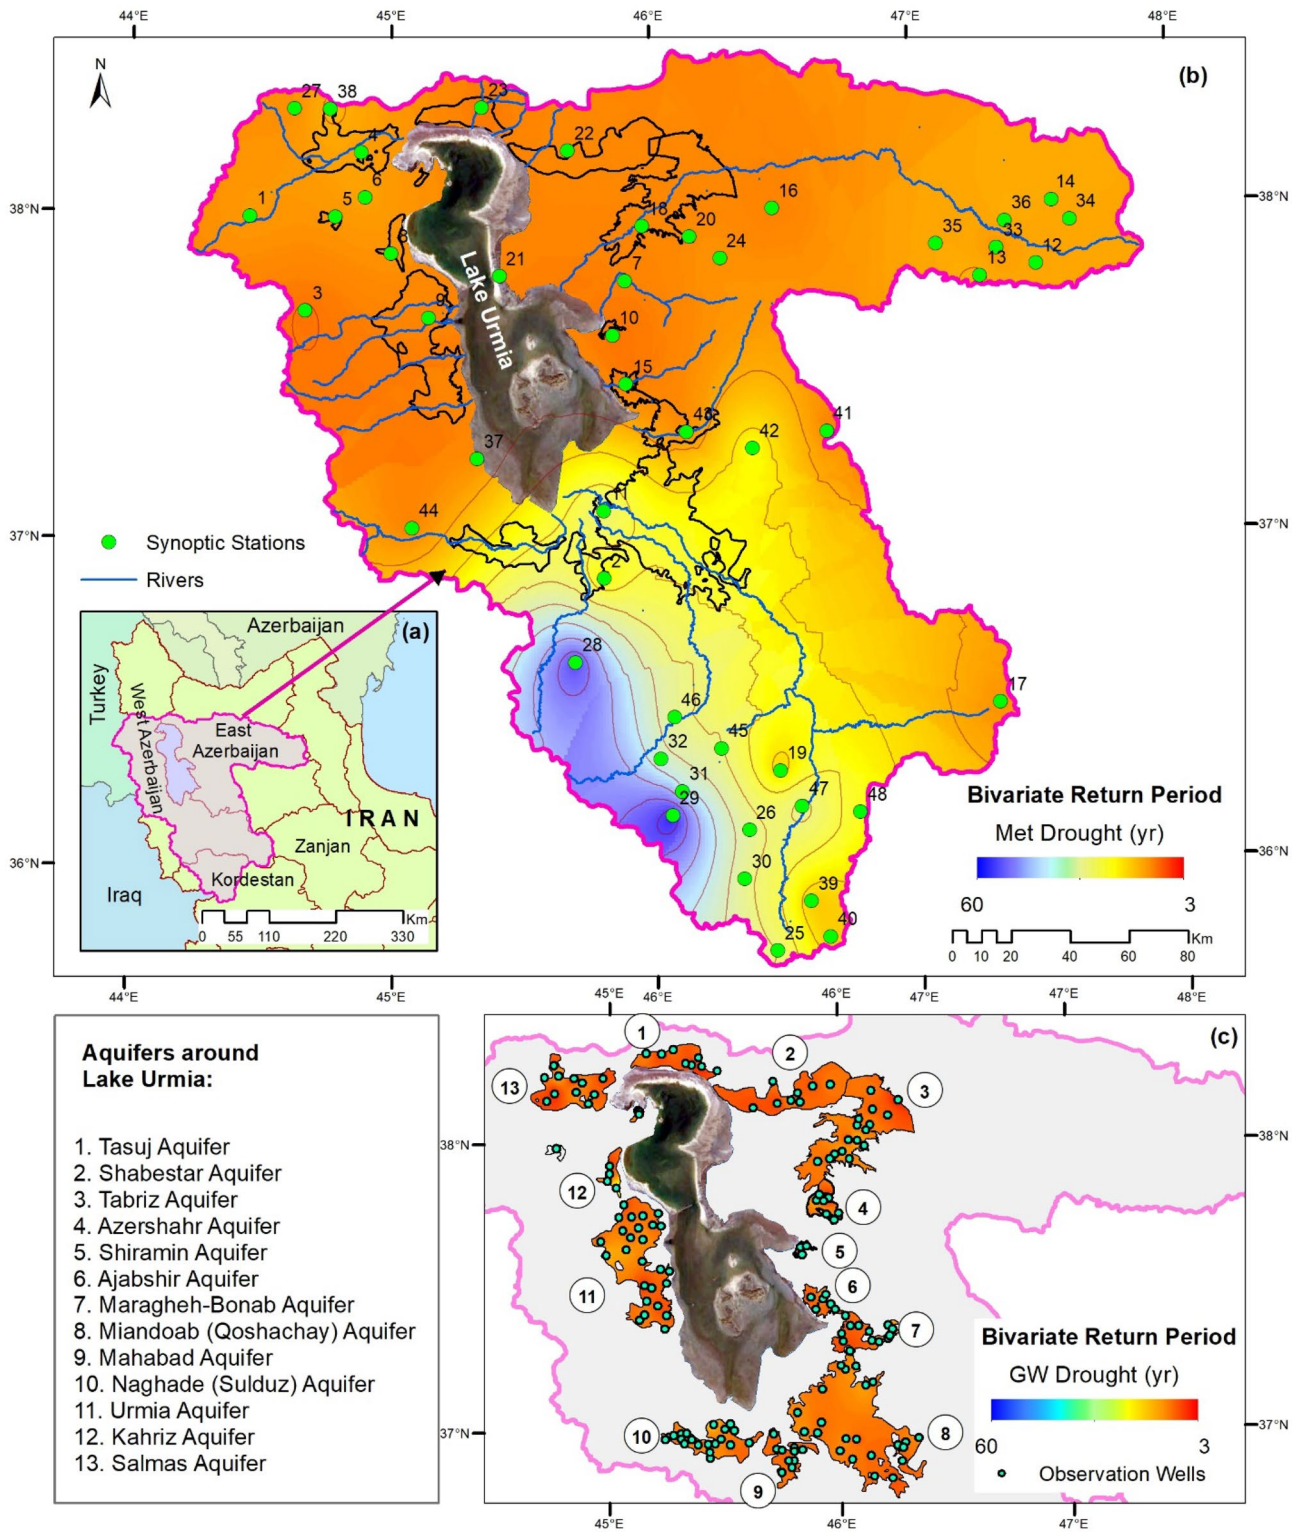 44°E
45°E
46°E
47°E
48°E
N
(b)
27
38
23
4
22
6
1
5
16
14
36
34
18
20
35
33
12
8
24
13
38°N
38°N
21
7
3
9
Lake Urmia
10
15
43
41
42
37
11
44
37°N
37°N
Synoptic Stations
2
Rivers
Azerbaijan
(a)
Turkey
West Azerbaijan
East
Azerbaijan
IRAN
Zanjan
Kordestan
Iraq
Km
0
55
110
220
330
28
17
46
45
32
19
31
29
47
48
26
30
39
25
40
Bivariate Return Period
Met Drought (yr)
60
3
Km
0
10
20
40
60
80
36°N
36°N
44°E
45°E
45°E
46°E
46°E
47°E
47°E
48°E
Aquifers around
Lake Urmia:
1. Tasuj Aquifer
2. Shabestar Aquifer
3. Tabriz Aquifer
4. Azershahr Aquifer
5. Shiramin Aquifer
6. Ajabshir Aquifer
7. Maragheh-Bonab Aquifer
8. Miandoab (Qoshachay) Aquifer
9. Mahabad Aquifer
10. Naghade (Sulduz) Aquifer
11. Urmia Aquifer
12. Kahriz Aquifer
13. Salmas Aquifer
(c)
1
2
13
3
38°N
38°N
12
4
5
6
11
7
10
8
9
37°N
37°N
Bivariate Return Period
GW Drought (yr)
60
3
Observation Wells
45°E
46°E
47°E